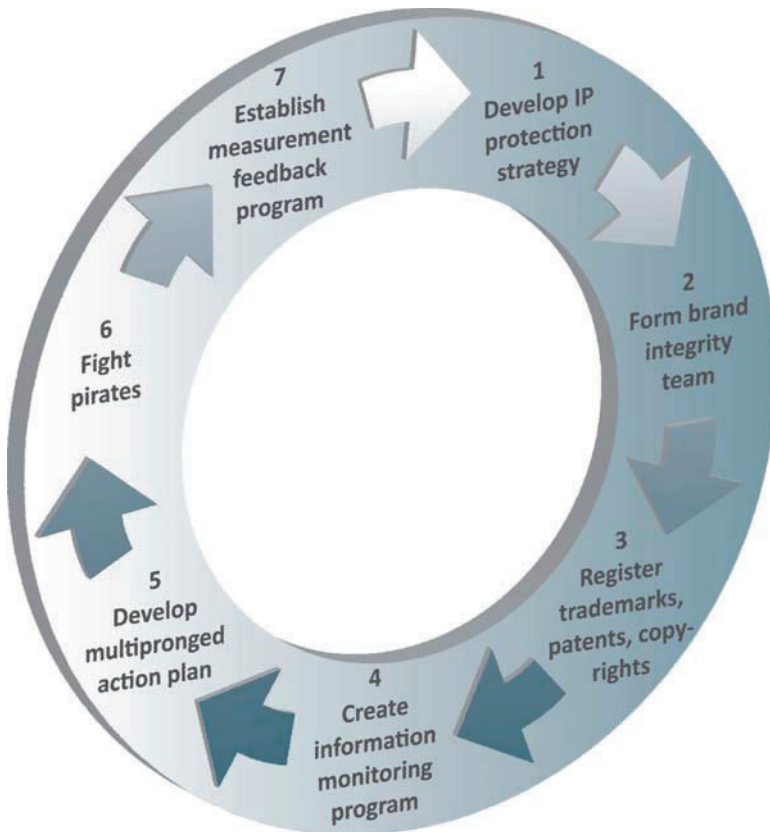 1
Develop IP
protection
strategy
2
Form brand
integrity
team
3
Register
trademarks,
patents, copy-
rights
4
Create
information
monitoring
program
5
Develop
multipronged
action plan
6
Fight
pirates
7
Establish
measurement
feedback
program